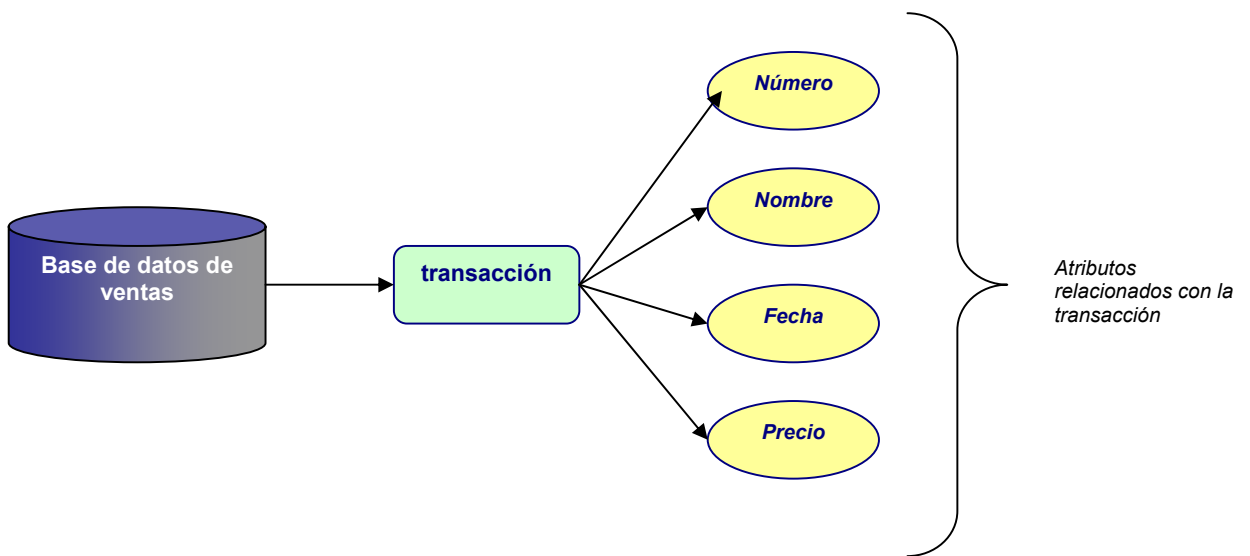 Base de datos de
ventas
transacción
Número
Nombre
Fecha
Precio
Atributos
relacionados con la
transacción